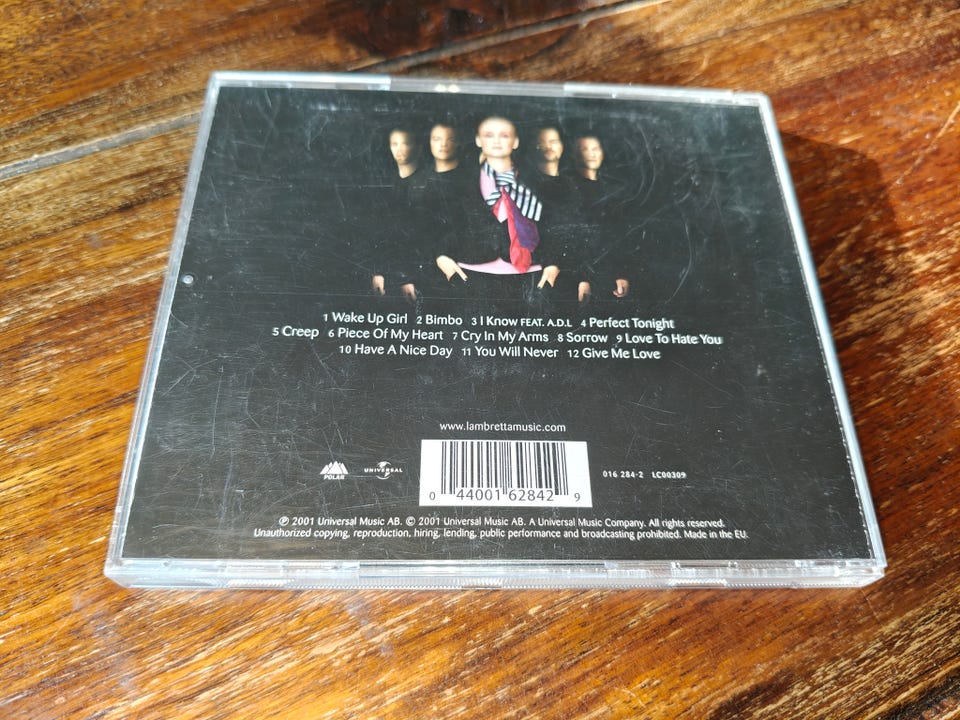 1 Wake Up Girl 2 Bimbo 3 I Know FEAT. A.D.L 4 Perfect Tonight
5 Creep 6 Piece Of My Heart 7 Cry In My Arms 8 Sorrow 9 Love To Hate You
10 Have A Nice Day 11 You Will Never 12 Give Me Love
www.lambrettamusic.com
POLAR UNIVERSAL 0 44001 62842 9 016 284-2 LC00309
℗ 2001 Universal Music AB. © 2001 Universal Music AB. A Universal Music Company. All rights reserved.
Unauthorized copying, reproduction, hiring, lending, public performance and broadcasting prohibited. Made in the EU.